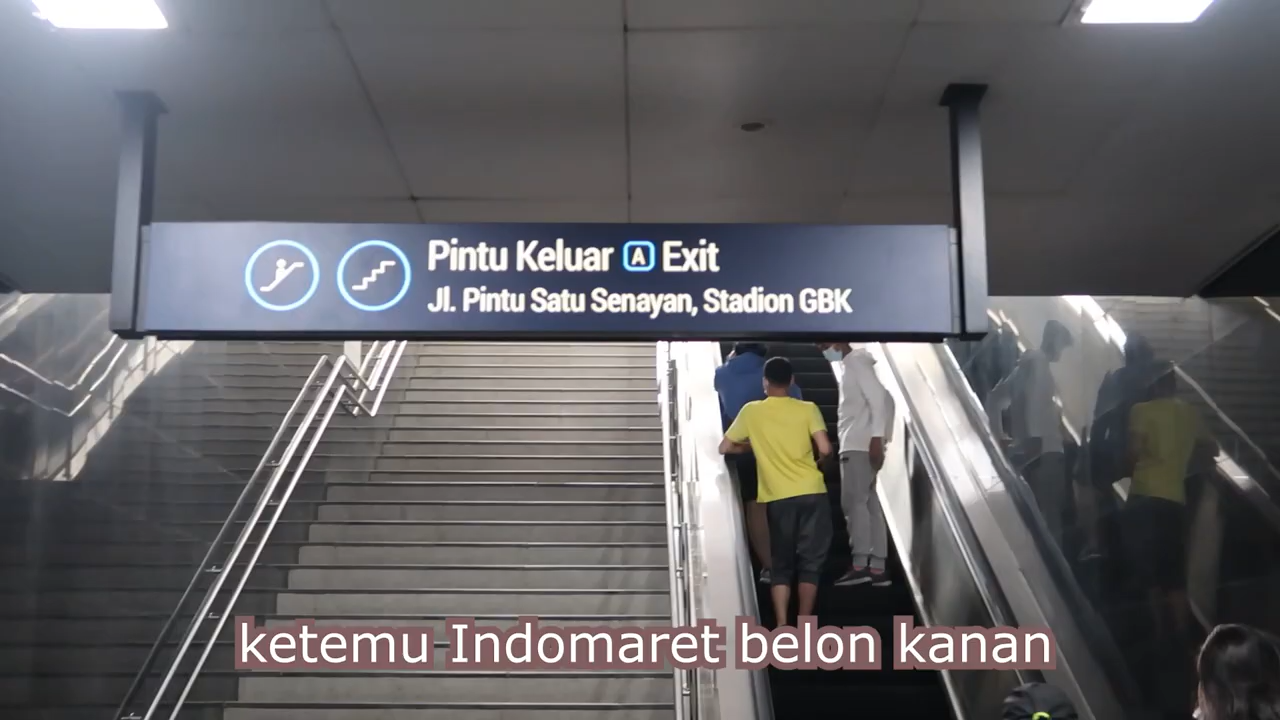 Pintu Keluar A Exit
Jl. Pintu Satu Senayan, Stadion GBK
ketemu Indomaret belon kanan